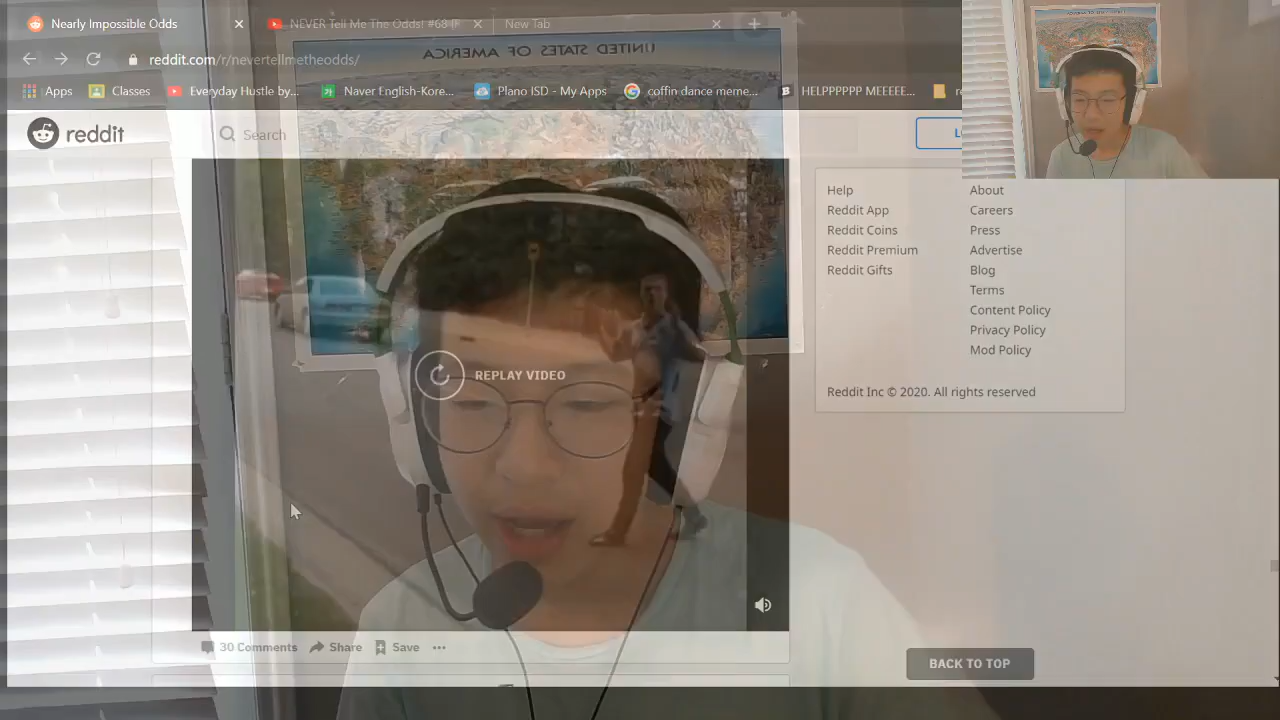 Nearly Impossible Odds
NEVER Tell Me The Odds! #68 (
New Tab
UNITED STATES OF AMERICA
reddit.com/r/nevertellmetheodds/
Apps
Classes
Everyday Hustle by...
Naver English-Kore...
Plano ISD - My Apps
coffin dance meme...
HELPPPPPP MEEEEE...
reddit
Search
Help
About
Reddit App
Careers
Reddit Coins
Press
Reddit Premium
Advertise
Reddit Gifts
Blog
Terms
Content Policy
Privacy Policy
Mod Policy
REPLAY VIDEO
Reddit Inc © 2020. All rights reserved
30 Comments
Share
Save
BACK TO TOP